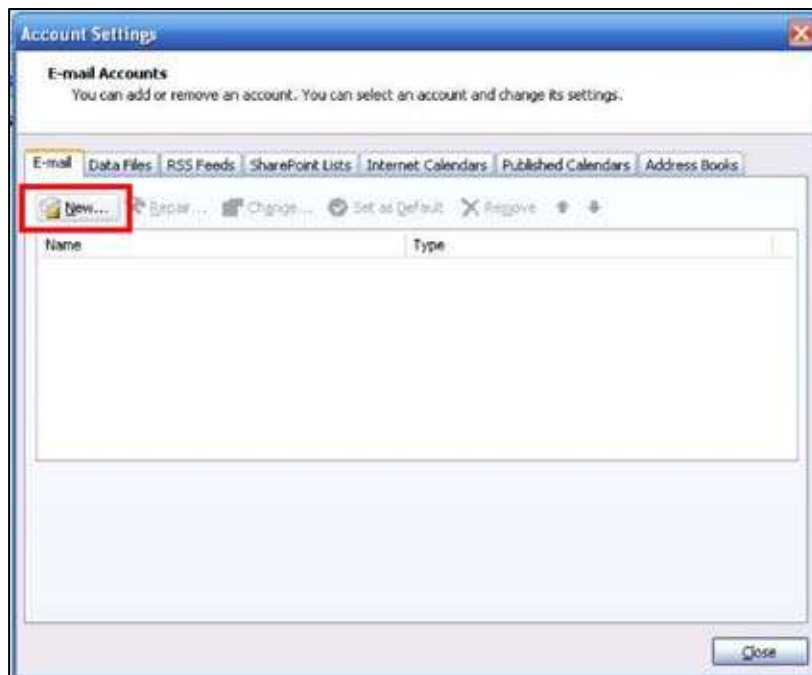 Account Settings
E-mail Accounts
You can add or remove an account. You can select an account and change its settings.
E-mail Data Files RSS Feeds SharePoint Lists Internet Calendars Published Calendars Address Books
New... Repair... Change... Set as Default Remove
Name Type
Close